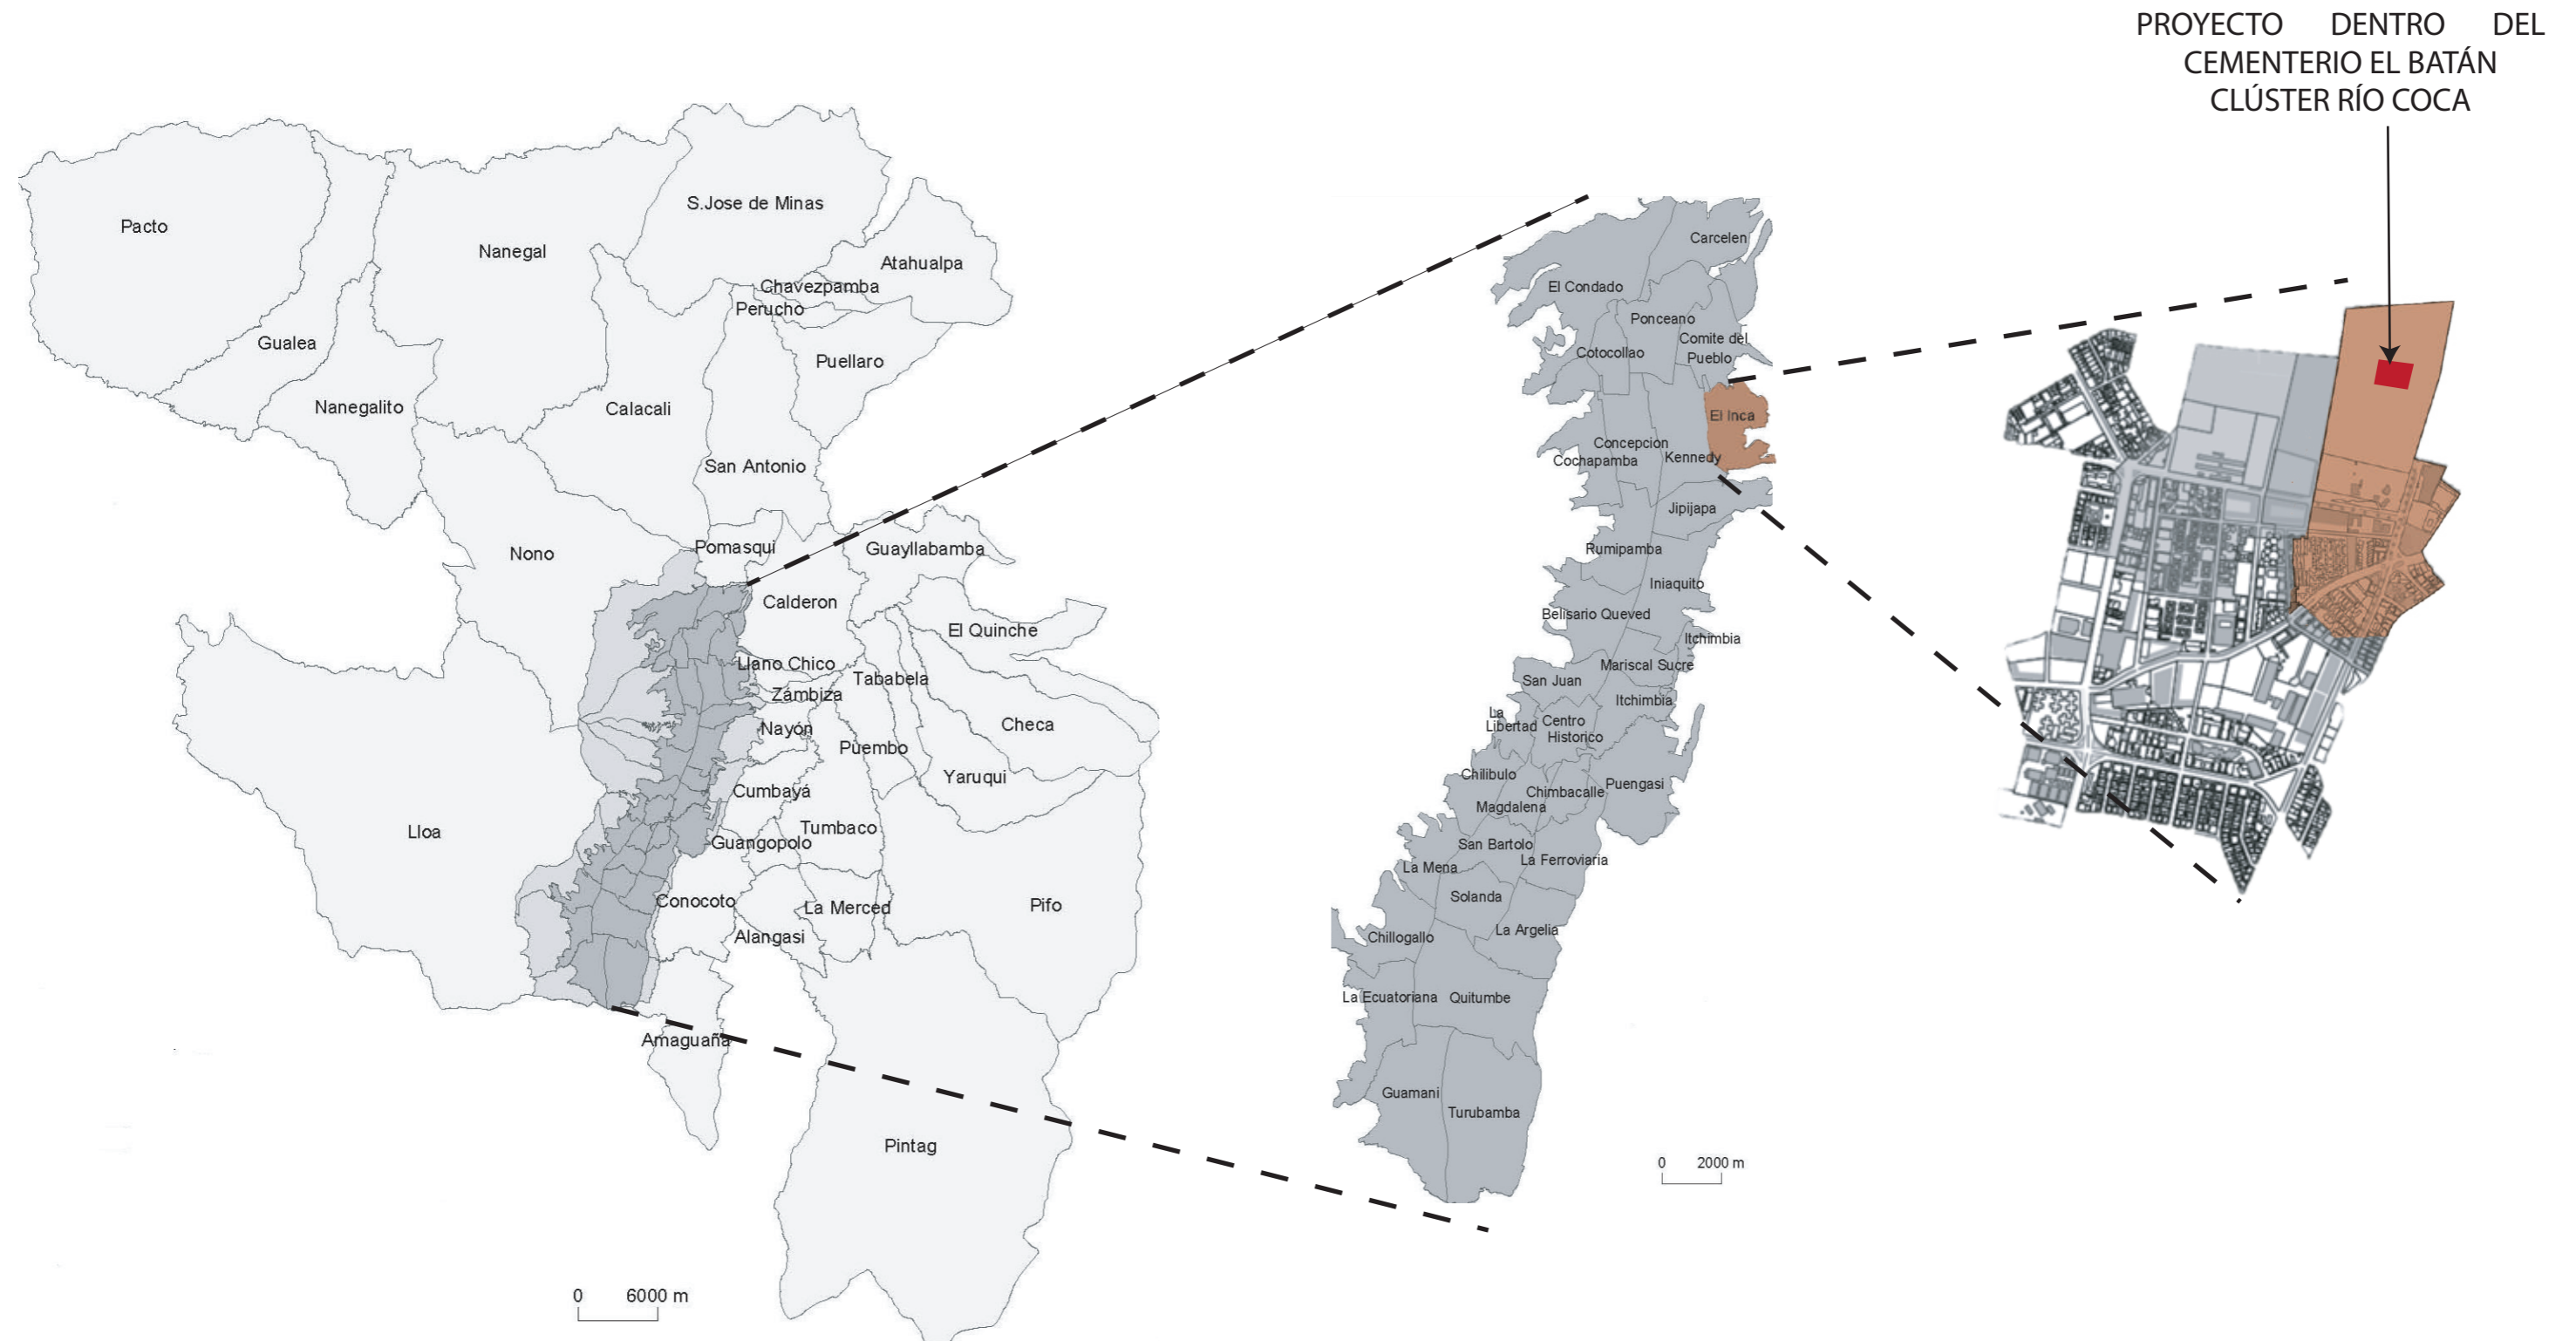 PROYECTO DENTRO DEL
CEMENTERIO EL BATÁN
CLÚSTER RÍO COCA
Pacto
Nanegal
S.Jose de Minas
Atahualpa
Chavezpamba
Perucho
Gualea
Puellaro
Nanegalito
Calacali
San Antonio
Nono
Pomasqui
Guayllabamba
Calderon
El Quinche
Llano Chico
Tababela
Zámbiza
Checa
Nayón
Puembo
Yaruqui
Cumbayá
Lloa
Tumbaco
Guangopolo
Conocoto
La Merced
Pifo
Alangasi
Amaguaña
Pintag
0 6000 m
Carcelen
El Condado
Ponceano
Comite del
Pueblo
Cotocollao
El Inca
Concepcion
Cochapamba
Kennedy
Jipijapa
Rumipamba
Iniaquito
Belisario Queved
Itchimbia
Mariscal Sucre
San Juan
Itchimbia
La
Libertad
Centro
Historico
Chilibulo
Puengasi
Chimbacalle
Magdalena
San Bartolo
La Ferroviaria
La Mena
Solanda
La Argelia
Chillogallo
La Ecuatoriana
Quitumbe
Guamani
Turubamba
0 2000 m